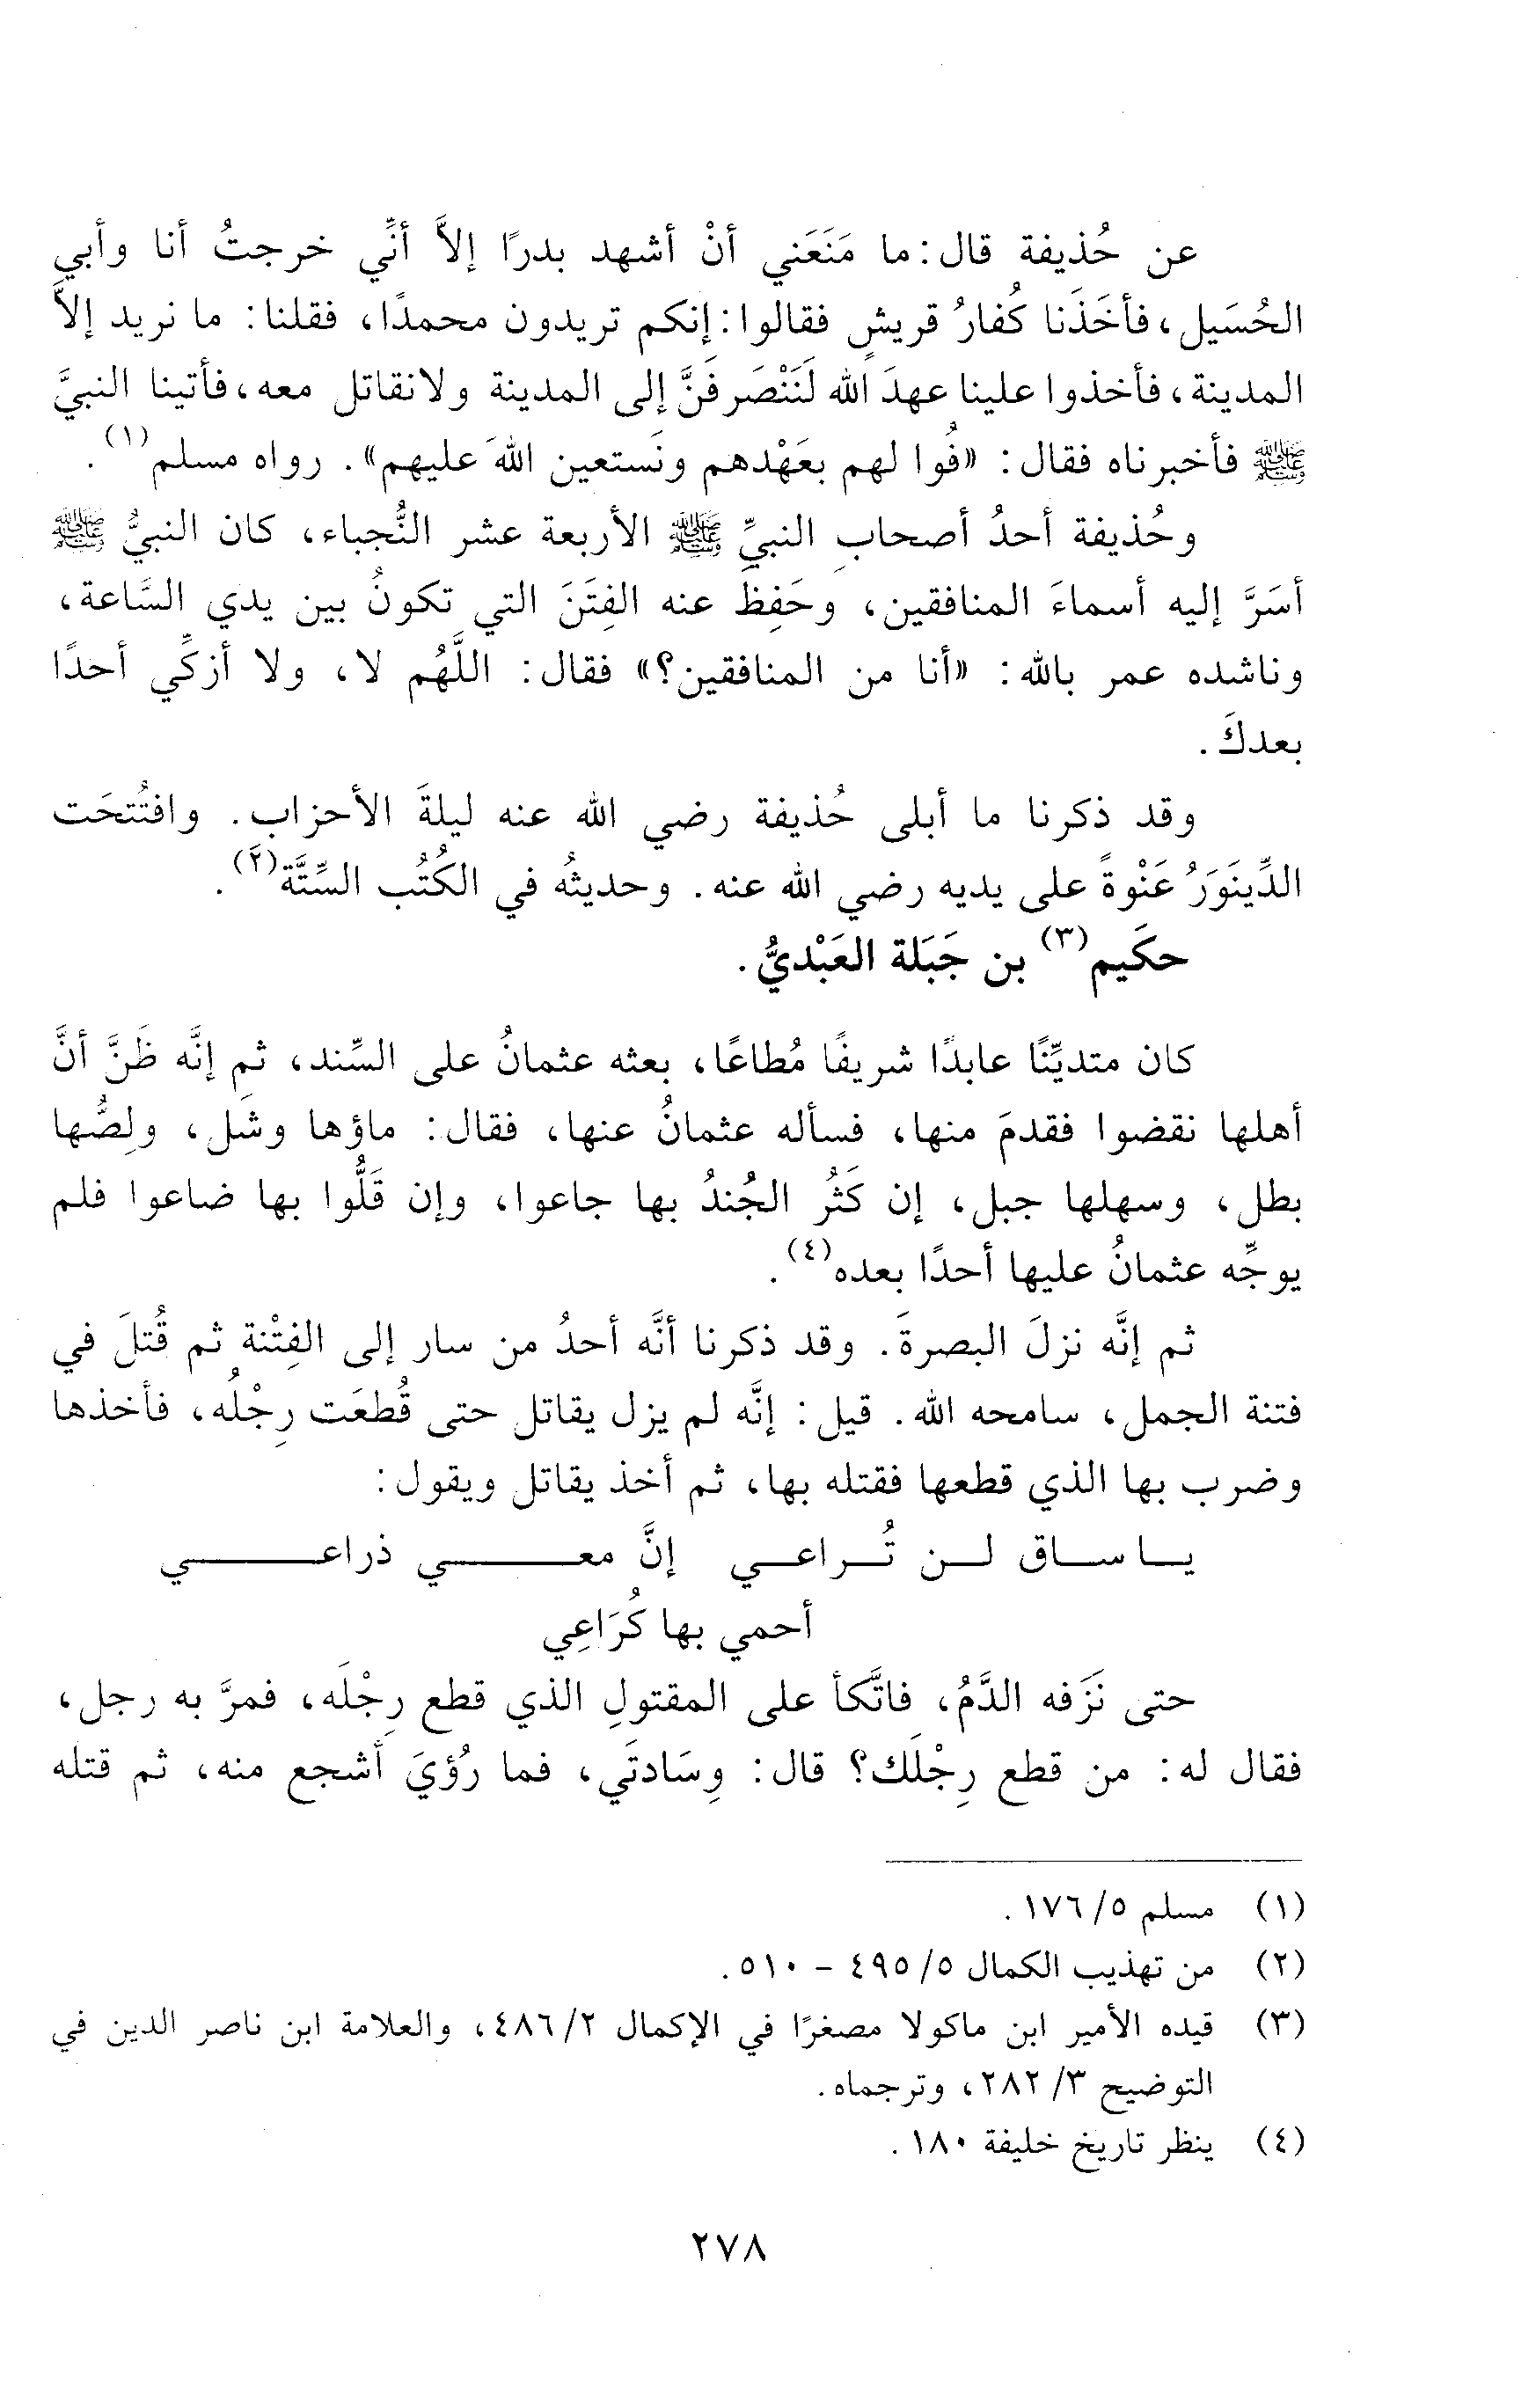 عن حُذيفة قال: ما مَنَعَني أنْ أشهد بدرًا إلاَّ أنِّي خرجتُ أنا وأبي
الحُسَيل، فأخَذَنا كُفارُ قريشٍ فقالوا: إنكم تريدون محمدًا، فقلنا: ما نريد إلاَّ
المدينة، فأخذوا علينا عهدَ الله لَنَنْصَرفَنَّ إلى المدينة ولانقاتل معه، فأتينا النبيَّ
ﷺ فأخبرناه فقال: «فُوا لهم بعَهْدهم ونَستعين اللهَ عليهم». رواه مسلم(١).
وحُذيفة أحدُ أصحابِ النبيِّ ﷺ الأربعة عشر النُّجباء، كان النبيُّ ﷺ
أسَرَّ إليه أسماءَ المنافقين، وحَفِظَ عنه الفِتَنَ التي تكونُ بين يدي السَّاعة،
وناشده عمر بالله: «أنا من المنافقين؟» فقال: اللَّهُم لا، ولا أزكِّي أحدًا
بعدكَ.
وقد ذكرنا ما أبلى حُذيفة رضي الله عنه ليلةَ الأحزاب. وافتُتحَت
الدِّينَوَرُ عَنْوةً على يديه رضي الله عنه. وحديثُه في الكُتُب السِّتَّة(٢).
حكَيم(٣) بن جَبَلة العَبْديُّ.
كان متديِّنًا عابدًا شريفًا مُطاعًا، بعثه عثمانُ على السِّند، ثم إنَّه ظَنَّ أنَّ
أهلها نقضوا فقدمَ منها، فسأله عثمانُ عنها، فقال: ماؤها وشَل، ولِصُّها
بطل، وسهلها جبل، إن كَثُر الجُندُ بها جاعوا، وإن قَلُّوا بها ضاعوا فلم
يوجِّه عثمانُ عليها أحدًا بعده(٤).
ثم إنَّه نزلَ البصرةَ. وقد ذكرنا أنَّه أحدُ من سار إلى الفِتْنة ثم قُتلَ في
فتنة الجمل، سامحه الله. قيل: إنَّه لم يزل يقاتل حتى قُطعَت رِجْلُه، فأخذها
وضرب بها الذي قطعها فقتله بها، ثم أخذ يقاتل ويقول:
يـا ساق لـن تُـراعـي إنَّ معـي ذراعـي
أحمي بها كُرَاعِي
حتى نَزَفه الدَّمُ، فاتَّكأ على المقتولِ الذي قطع رِجْلَه، فمرَّ به رجل،
فقال له: من قطع رِجْلَك؟ قال: وِسَادتَي، فما رُؤيَ أشجع منه، ثم قتله
(١) مسلم ٥/ ١٧٦.
(٢) من تهذيب الكمال ٥/ ٤٩٥ - ٥١٠.
(٣) قيده الأمير ابن ماكولا مصغرًا في الإكمال ٢/ ٤٨٦، والعلامة ابن ناصر الدين في
التوضيح ٣/ ٢٨٢، وترجماه.
(٤) ينظر تاريخ خليفة ١٨٠.
٢٧٨